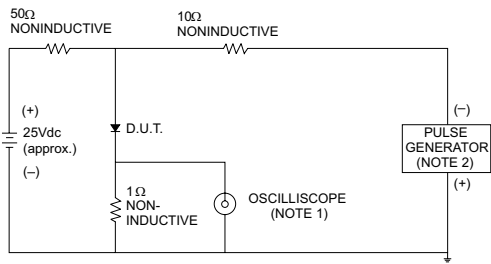 50Ω
NONINDUCTIVE
10Ω
NONINDUCTIVE
(+)
25Vdc
(approx.)
(–)
D.U.T.
1Ω
NON-
INDUCTIVE
OSCILLISCOPE
(NOTE 1)
(–)
PULSE
GENERATOR
(NOTE 2)
(+)